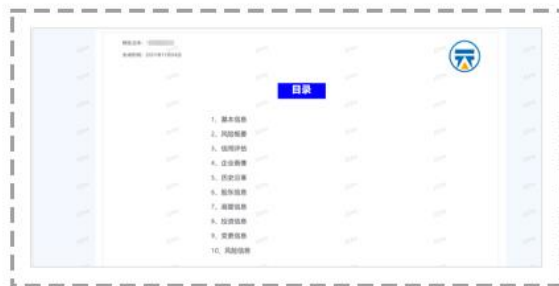 目录
1、基本信息
2、风险概要
3、信用评估
4、企业画像
5、历史沿革
6、股东信息
7、高管信息
8、投资信息
9、变更信息
10、风险信息